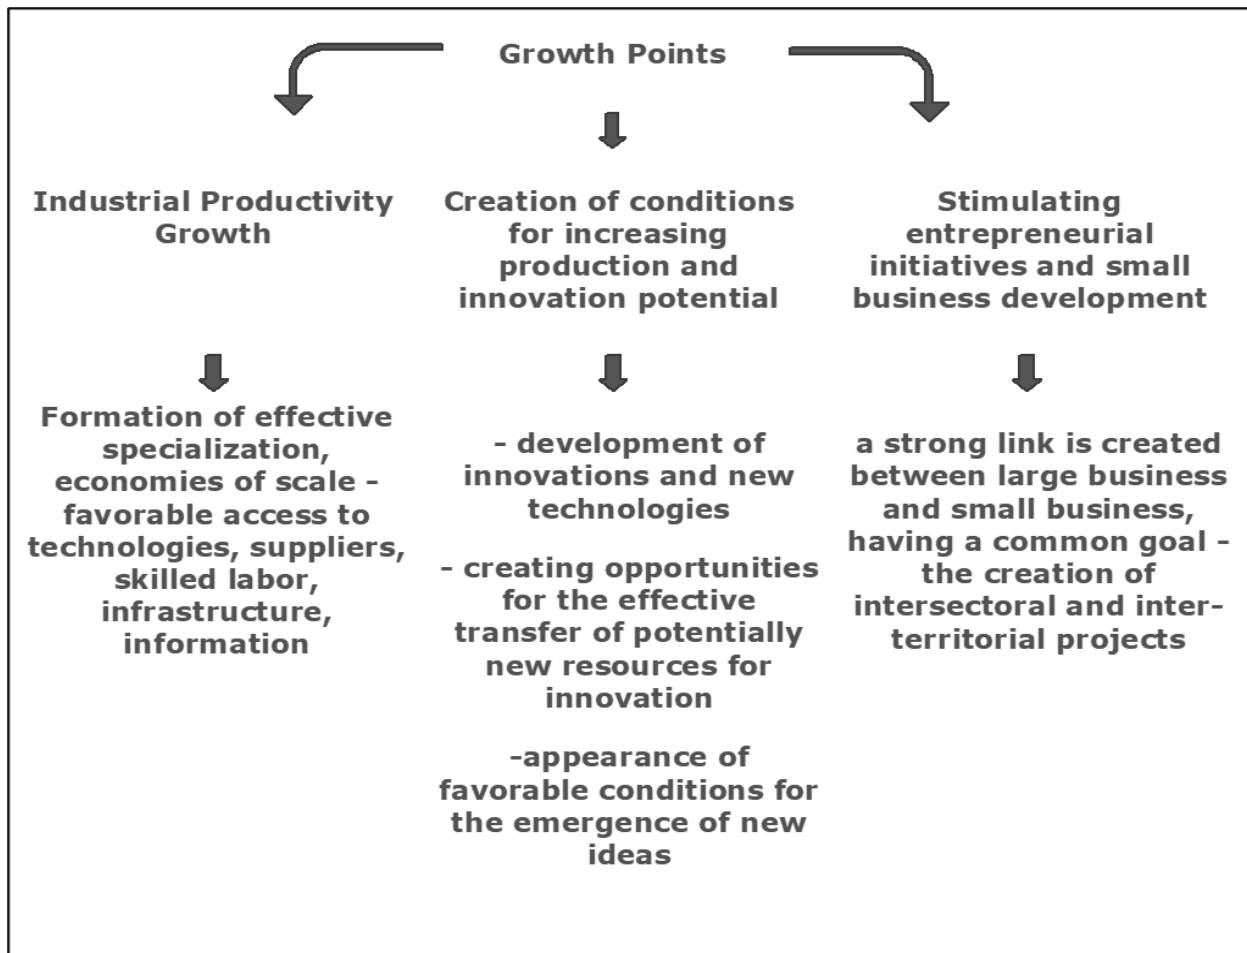 Growth Points
Industrial Productivity
Growth
Creation of conditions
for increasing
production and
innovation potential
Stimulating
entrepreneurial
initiatives and small
business development
Formation of effective
specialization,
economies of scale -
favorable access to
technologies, suppliers,
skilled labor,
infrastructure,
information
- development of
innovations and new
technologies
- creating opportunities
for the effective
transfer of potentially
new resources for
innovation
-appearance of
favorable conditions for
the emergence of new
ideas
a strong link is created
between large business
and small business,
having a common goal -
the creation of
intersectoral and inter-
territorial projects